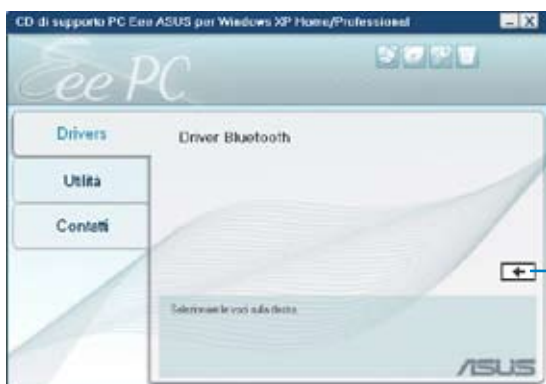 CD di supporto PC Eee ASUS per Windows XP Home/Professional
Eee PC
Drivers
Driver Bluetooth
Utilita
Contatti
Selezionare le voci sulla destra
ASUS